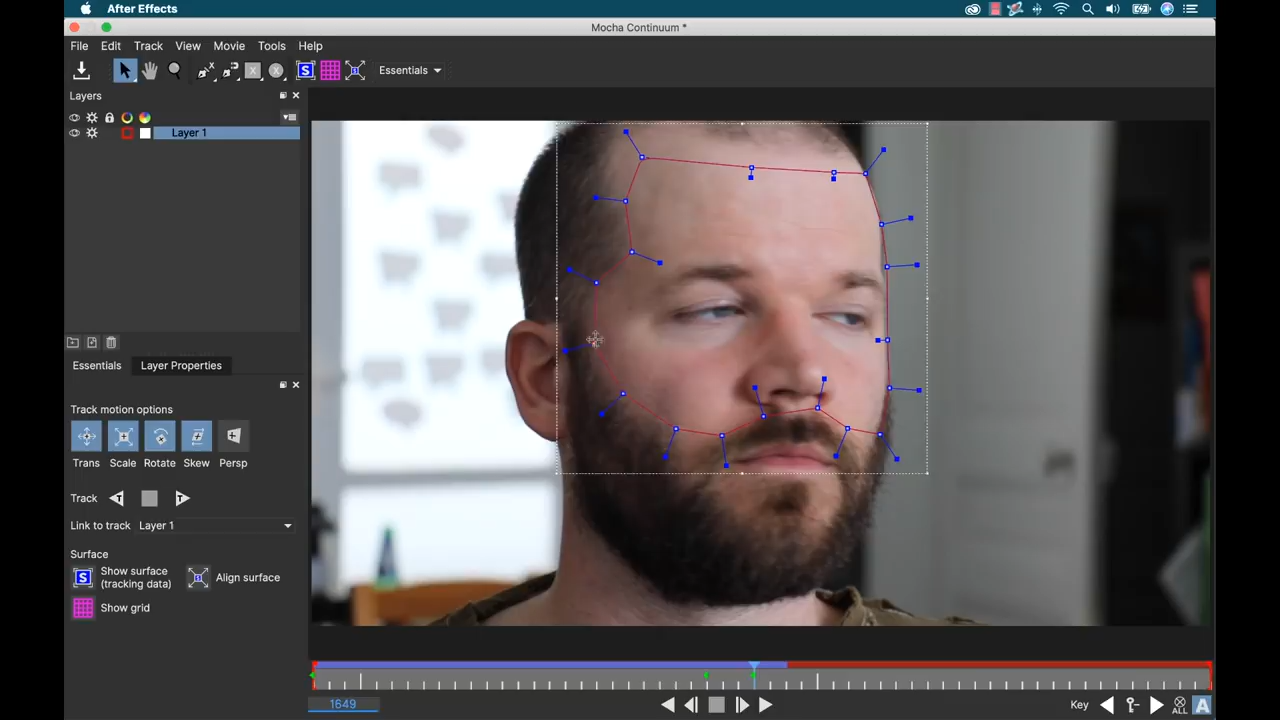 After Effects
Mocha Continuum *
File Edit Track View Movie Tools Help
S Essentials
Layers
Layer 1
Essentials Layer Properties
Track motion options
Trans Scale Rotate Skew Persp
Track
Link to track Layer 1
Surface
S Show surface (tracking data) Align surface
Show grid
1649 Key ALL A